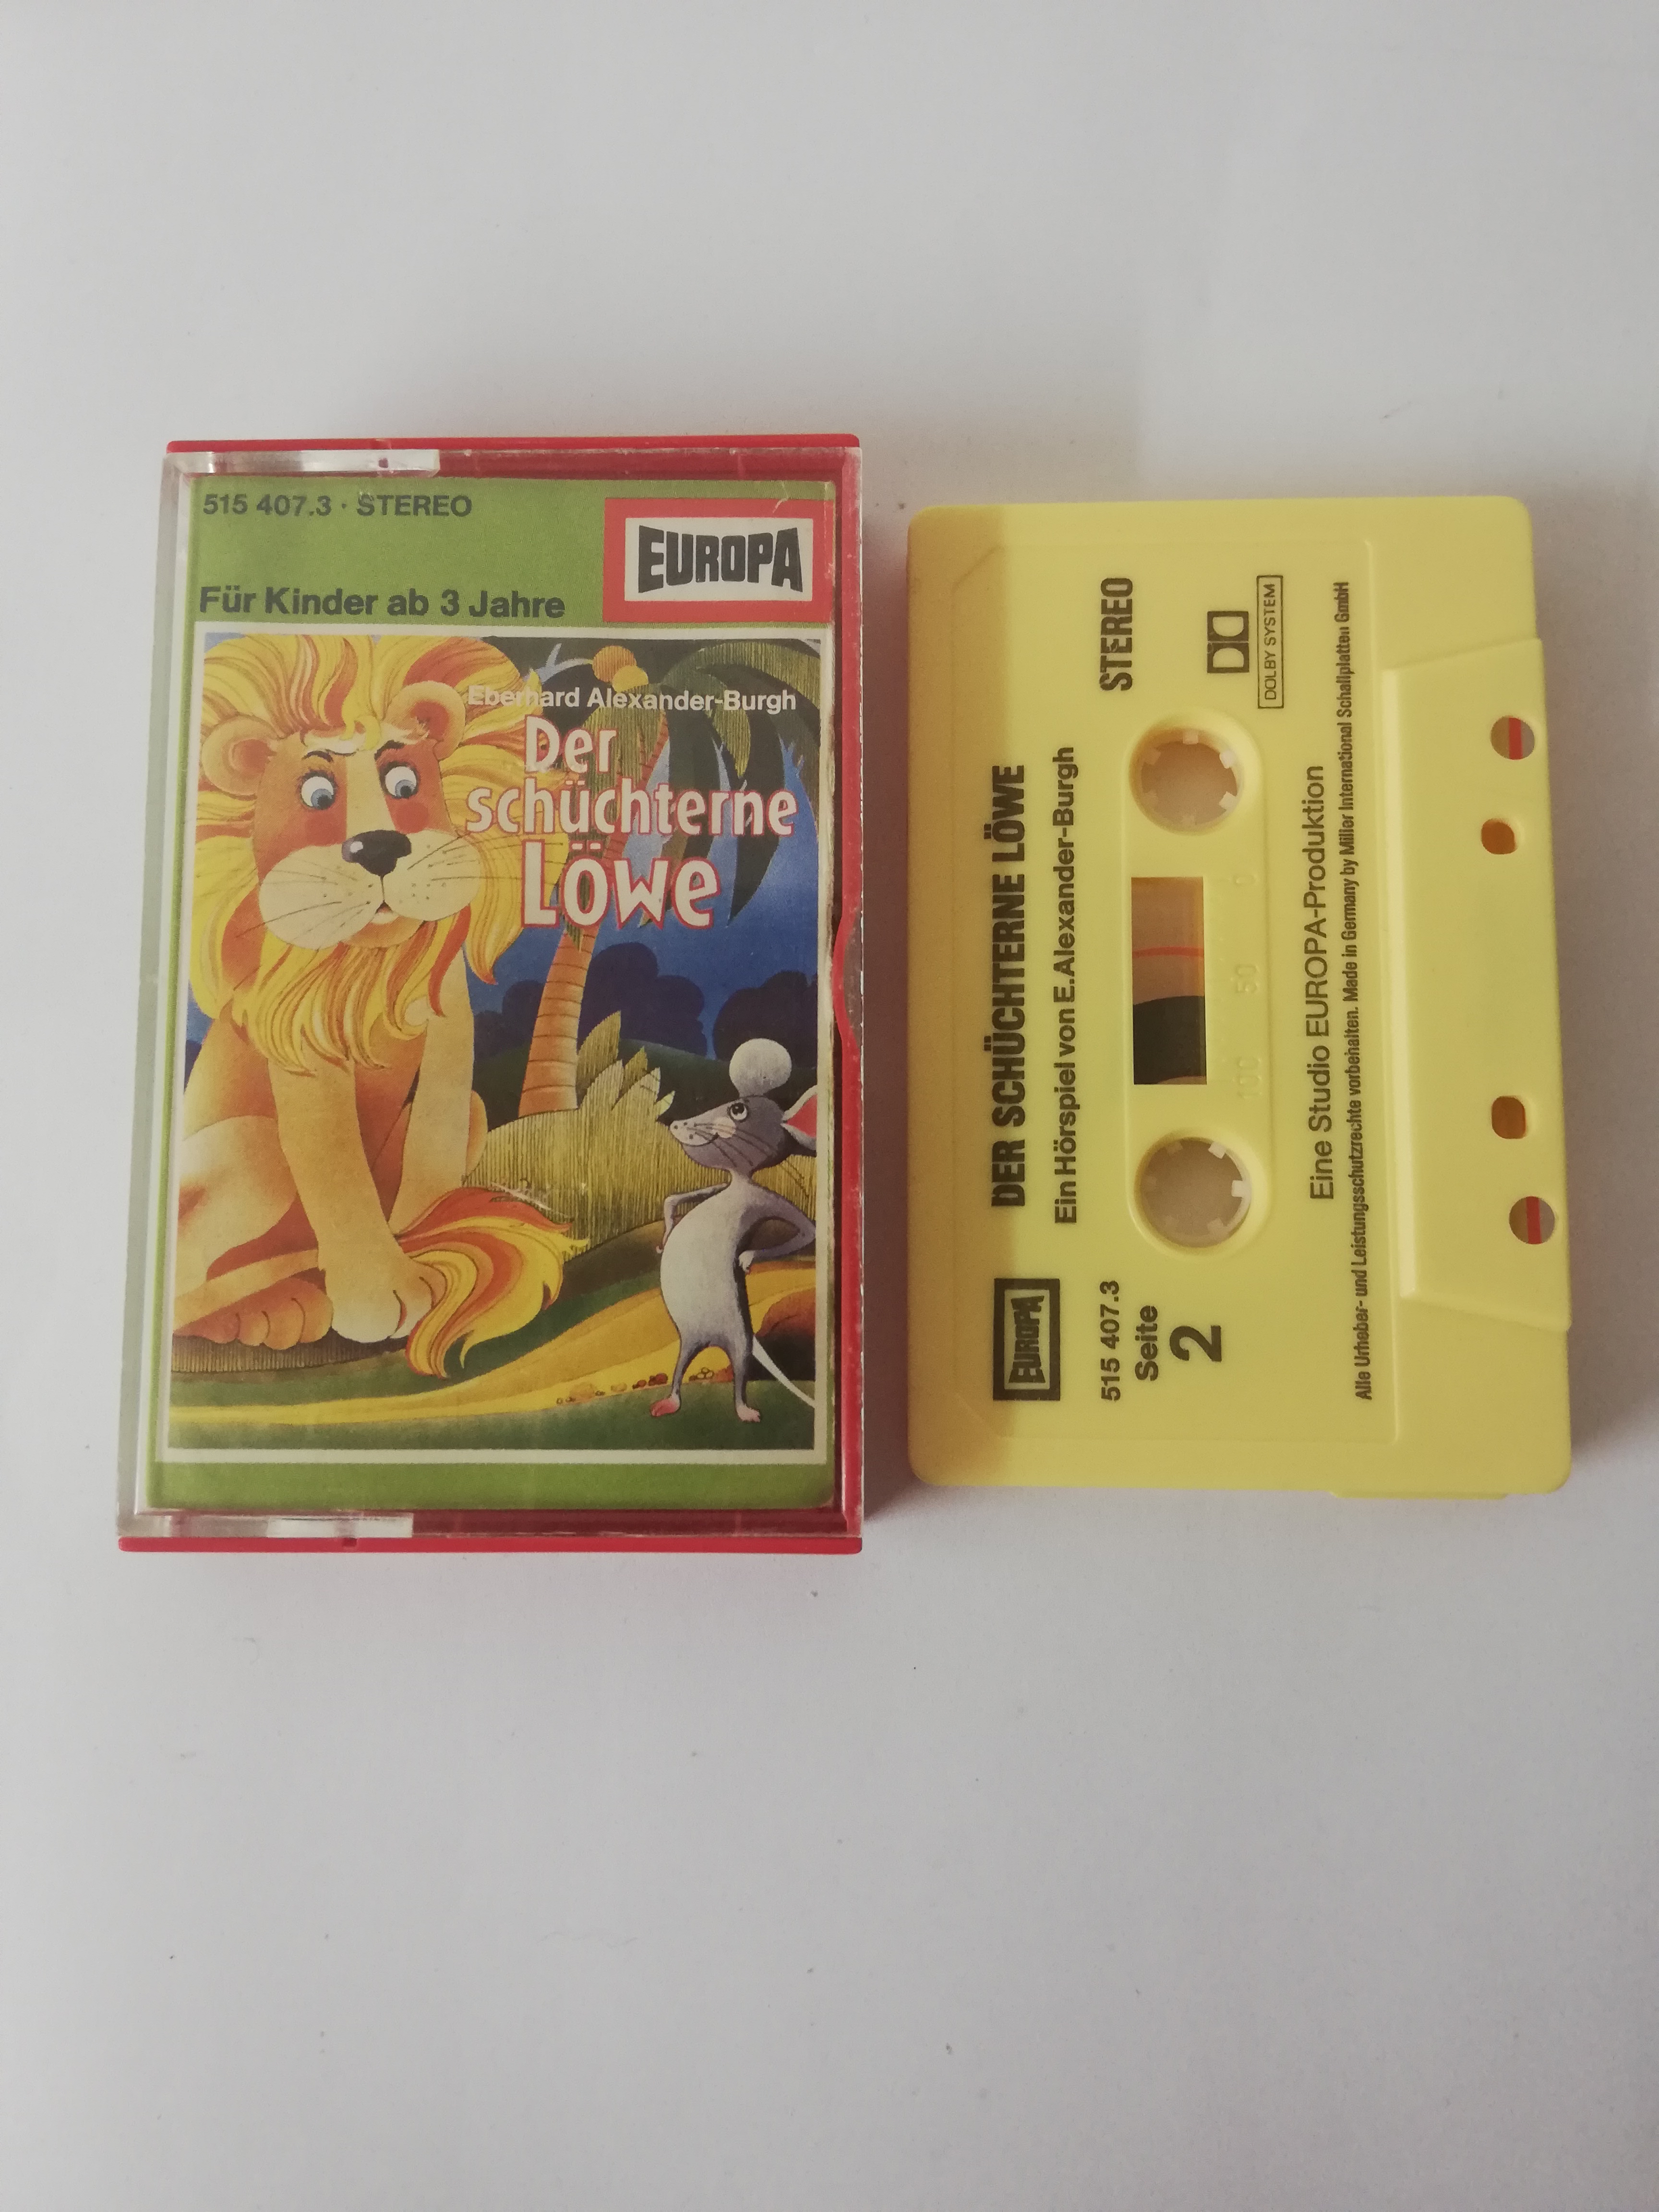 515 407.3 · STEREO
EUROPA
Für Kinder ab 3 Jahre
Eberhard Alexander-Burgh
Der
schüchterne
Löwe
EUROPA
DER SCHÜCHTERNE LÖWE
Ein Hörspiel von E. Alexander-Burgh
515 407.3
Seite
2
STEREO
DOLBY SYSTEM
100 50 0
Eine Studio EUROPA-Produktion
Alle Urheber- und Leistungsschutzrechte vorbehalten. Made in Germany by Miller International Schallplatten GmbH